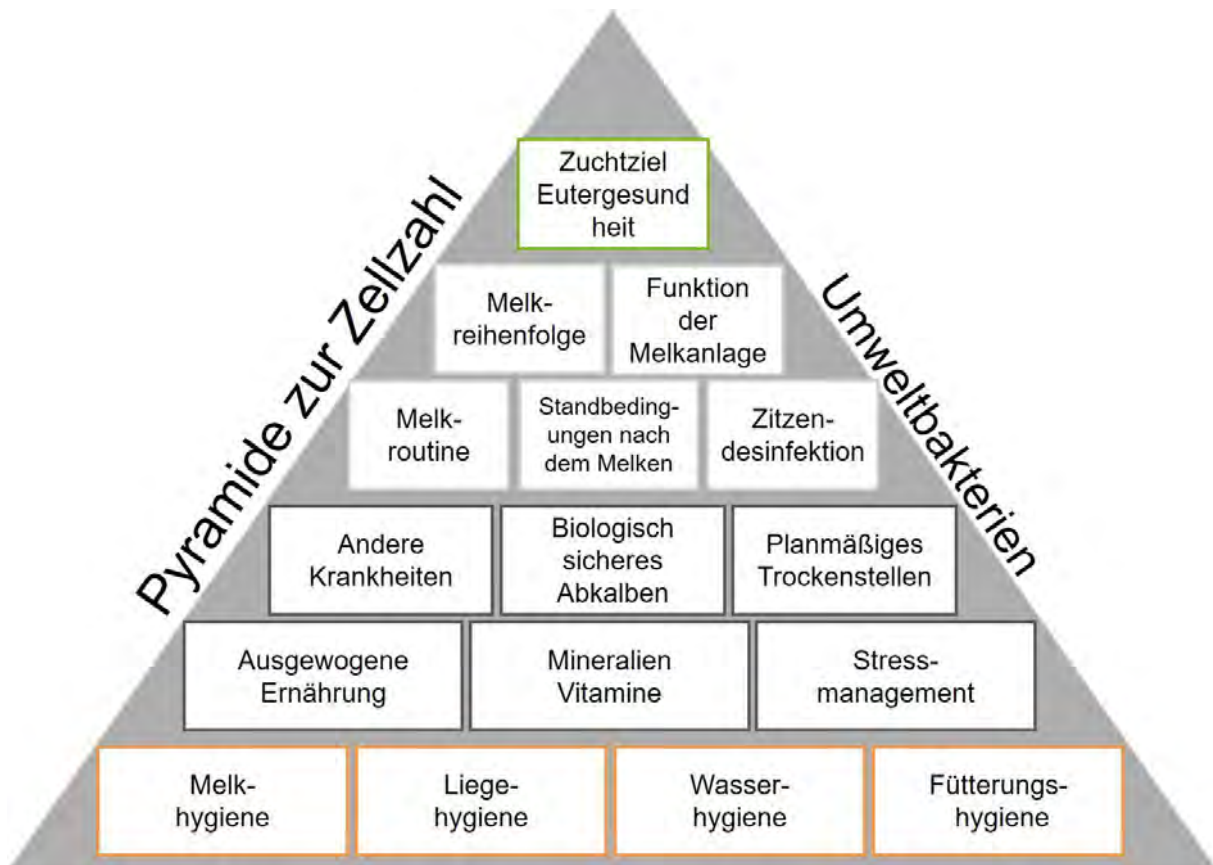 Pyramide zur Zellzahl
Umweltbakterien
Zuchtziel
Eutergesund
heit
Melk-
reihenfolge
Funktion
der
Melkanlage
Melk-
routine
Standbeding-
ungen nach
dem Melken
Zitzen-
desinfektion
Andere
Krankheiten
Biologisch
sicheres
Abkalben
Planmäßiges
Trockenstellen
Ausgewogene
Ernährung
Mineralien
Vitamine
Stress-
management
Melk-
hygiene
Liege-
hygiene
Wasser-
hygiene
Fütterungs-
hygiene